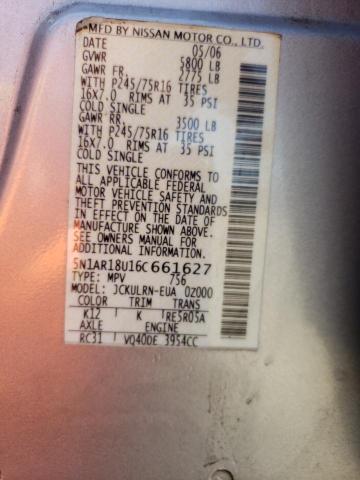 MFD BY NISSAN MOTOR CO., LTD.
DATE 05/06
GVWR 5800 LB
GAWR FR. 2775 LB
WITH P245/75R16 TIRES
16X7.0 RIMS AT 35 PSI
COLD SINGLE
GAWR RR. 3500 LB
WITH P245/75R16 TIRES
16X7.0 RIMS AT 35 PSI
COLD SINGLE
THIS VEHICLE CONFORMS TO
ALL APPLICABLE FEDERAL
MOTOR VEHICLE SAFETY AND
THEFT PREVENTION STANDARDS
IN EFFECT ON THE DATE OF
MANUFACTURE SHOWN ABOVE.
SEE OWNERS MANUAL FOR
ADDITIONAL INFORMATION.
5N1AR18U16C661627
TYPE: MPV 756
MODEL: JCKULRN-EUA 0Z000
COLOR TRIM TRANS
K12 K RE5R05A
AXLE ENGINE
RC31 VQ40DE 3954CC